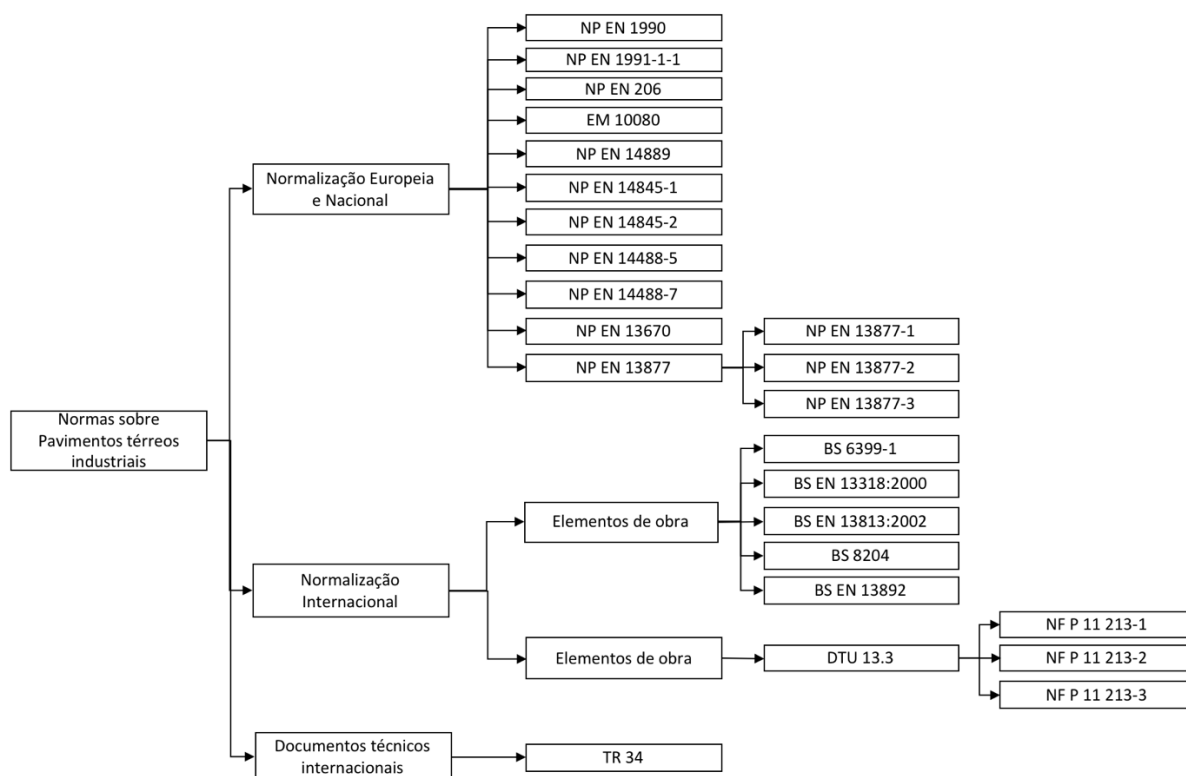 Normas sobre
Pavimentos térreos
industriais
Normalização Europeia
e Nacional
NP EN 1990
NP EN 1991-1-1
NP EN 206
EM 10080
NP EN 14889
NP EN 14845-1
NP EN 14845-2
NP EN 14488-5
NP EN 14488-7
NP EN 13670
NP EN 13877
NP EN 13877-1
NP EN 13877-2
NP EN 13877-3
Normalização
Internacional
Elementos de obra
BS 6399-1
BS EN 13318:2000
BS EN 13813:2002
BS 8204
BS EN 13892
Elementos de obra
DTU 13.3
NF P 11 213-1
NF P 11 213-2
NF P 11 213-3
Documentos técnicos
internacionais
TR 34